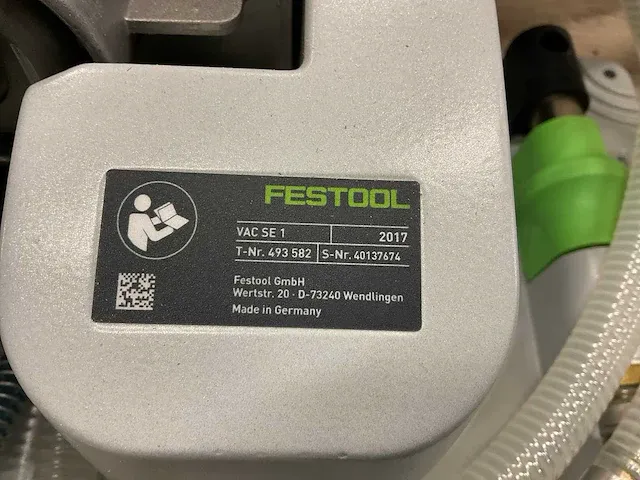 FESTOOL
VAC SE 1 2017
T-Nr. 493 582 S-Nr. 40137674
Festool GmbH
Wertstr. 20 · D-73240 Wendlingen
Made in Germany